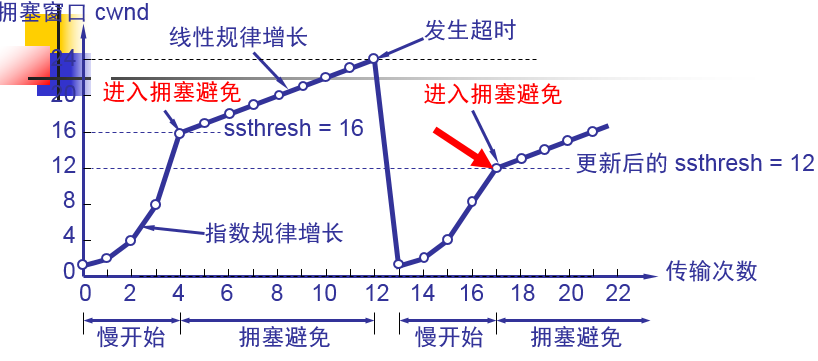 拥塞窗口 cwnd
发生超时
线性规律增长
24
20
进入拥塞避免
进入拥塞避免
16
ssthresh = 16
12
更新后的 ssthresh = 12
8
指数规律增长
4
0
传输次数
0 2 4 6 8 10 12 14 16 18 20 22
慢开始 拥塞避免 慢开始 拥塞避免